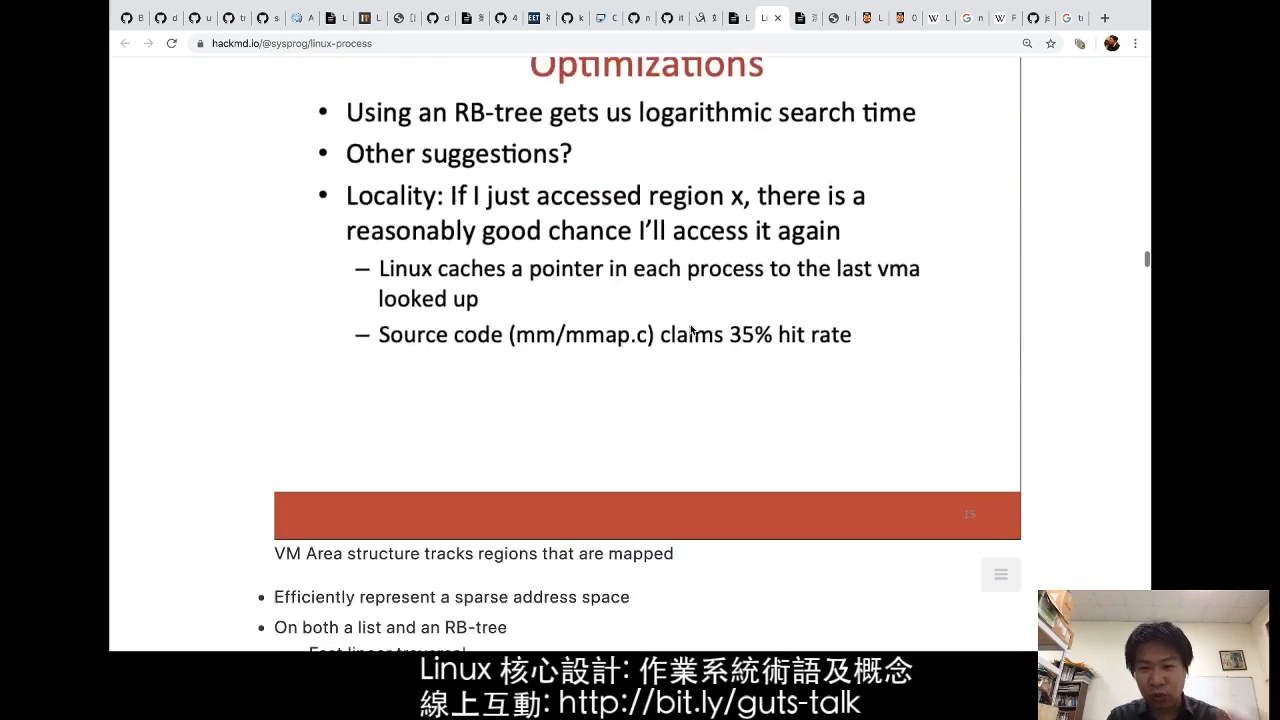 hackmd.io/@sysprog/linux-process
Optimizations
• Using an RB-tree gets us logarithmic search time
• Other suggestions?
• Locality: If I just accessed region x, there is a
reasonably good chance I'll access it again
– Linux caches a pointer in each process to the last vma
looked up
– Source code (mm/mmap.c) claims 35% hit rate
15
VM Area structure tracks regions that are mapped
• Efficiently represent a sparse address space
• On both a list and an RB-tree
Fast linear traversal
Linux 核心設計: 作業系統術語及概念
線上互動: http://bit.ly/guts-talk